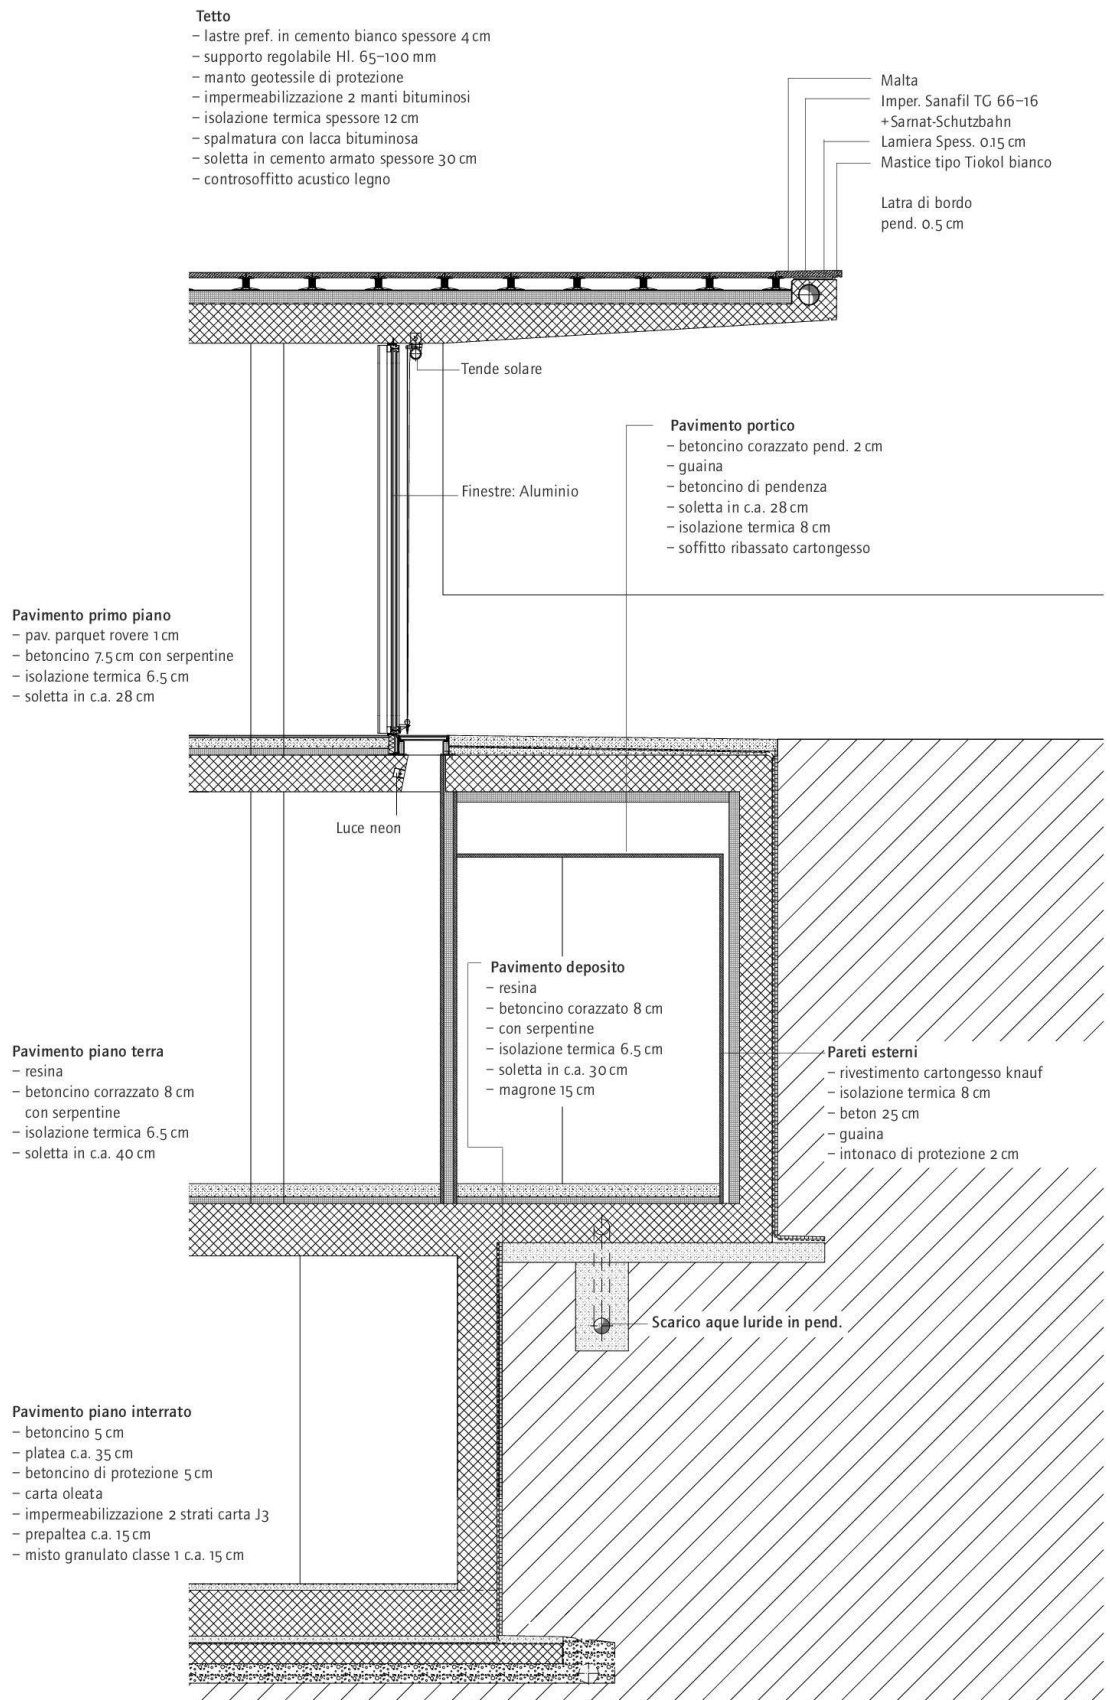 Tetto
– lastre pref. in cemento bianco spessore 4 cm
– supporto regolabile Hl. 65–100 mm
– manto geotessile di protezione
– impermeabilizzazione 2 manti bituminosi
– isolazione termica spessore 12 cm
– spalmatura con lacca bituminosa
– soletta in cemento armato spessore 30 cm
– controsoffitto acustico legno
Malta
Imper. Sanafil TG 66–16
+Sarnat-Schutzbahn
Lamiera Spess. 0.15 cm
Mastice tipo Tiokol bianco
Latra di bordo
pend. 0.5 cm
Tende solare
Finestre: Aluminio
Pavimento portico
– betoncino corazzato pend. 2 cm
– guaina
– betoncino di pendenza
– soletta in c.a. 28 cm
– isolazione termica 8 cm
– soffitto ribassato cartongesso
Pavimento primo piano
– pav. parquet rovere 1 cm
– betoncino 7.5 cm con serpentine
– isolazione termica 6.5 cm
– soletta in c.a. 28 cm
Luce neon
Pavimento deposito
– resina
– betoncino corazzato 8 cm
– con serpentine
– isolazione termica 6.5 cm
– soletta in c.a. 30 cm
– magrone 15 cm
Pavimento piano terra
– resina
– betoncino corrazzato 8 cm
con serpentine
– isolazione termica 6.5 cm
– soletta in c.a. 40 cm
Pareti esterni
– rivestimento cartongesso knauf
– isolazione termica 8 cm
– beton 25 cm
– guaina
– intonaco di protezione 2 cm
Scarico aque luride in pend.
Pavimento piano interrato
– betoncino 5 cm
– platea c.a. 35 cm
– betoncino di protezione 5 cm
– carta oleata
– impermeabilizzazione 2 strati carta J3
– prepaltea c.a. 15 cm
– misto granulato classe 1 c.a. 15 cm